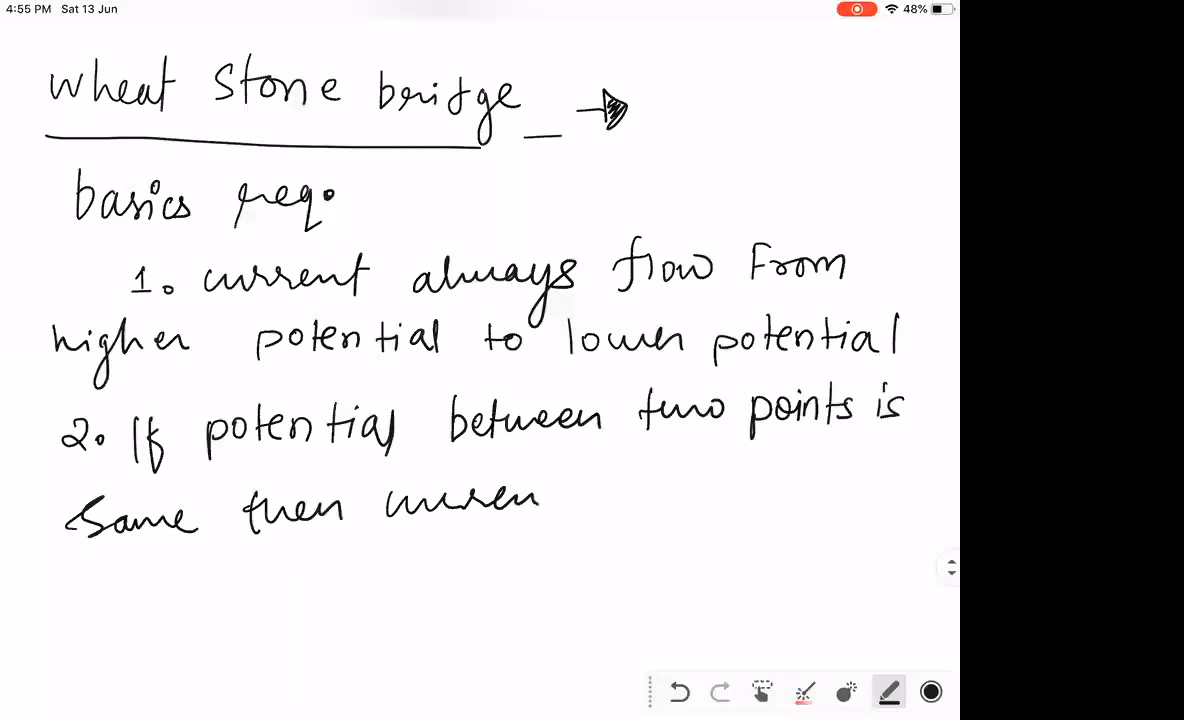 4:55 PM Sat 13 Jun 48%
Wheat Stone bridge
basics req.
1. current always flow From
higher potential to lower potential
2. If potential between two points is
same then curren